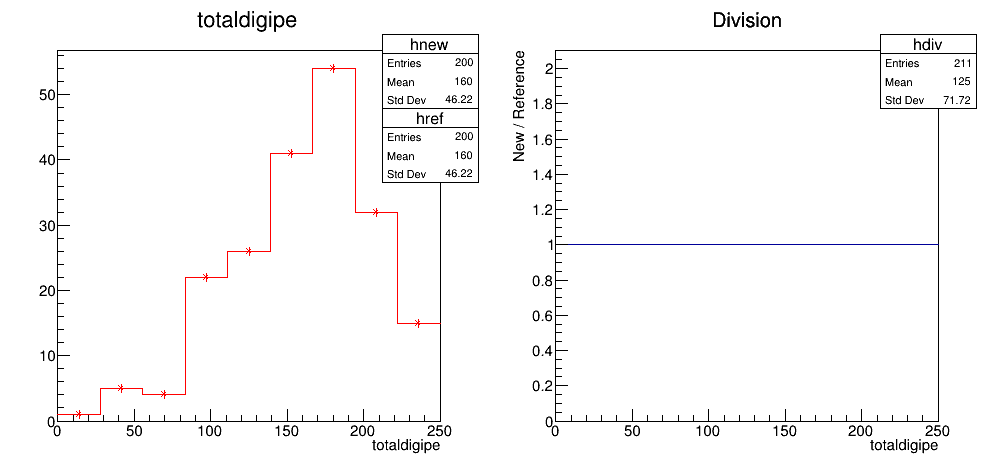 totaldigipe
hnew
Entries 200
Mean 160
Std Dev 46.22
href
Entries 200
Mean 160
Std Dev 46.22
50
40
30
20
10
0
0 50 100 150 200 250
totaldigipe
Division
hdiv
Entries 211
Mean 125
Std Dev 71.72
New / Reference
2
1.8
1.6
1.4
1.2
1
0.8
0.6
0.4
0.2
0
0 50 100 150 200 250
totaldigipe